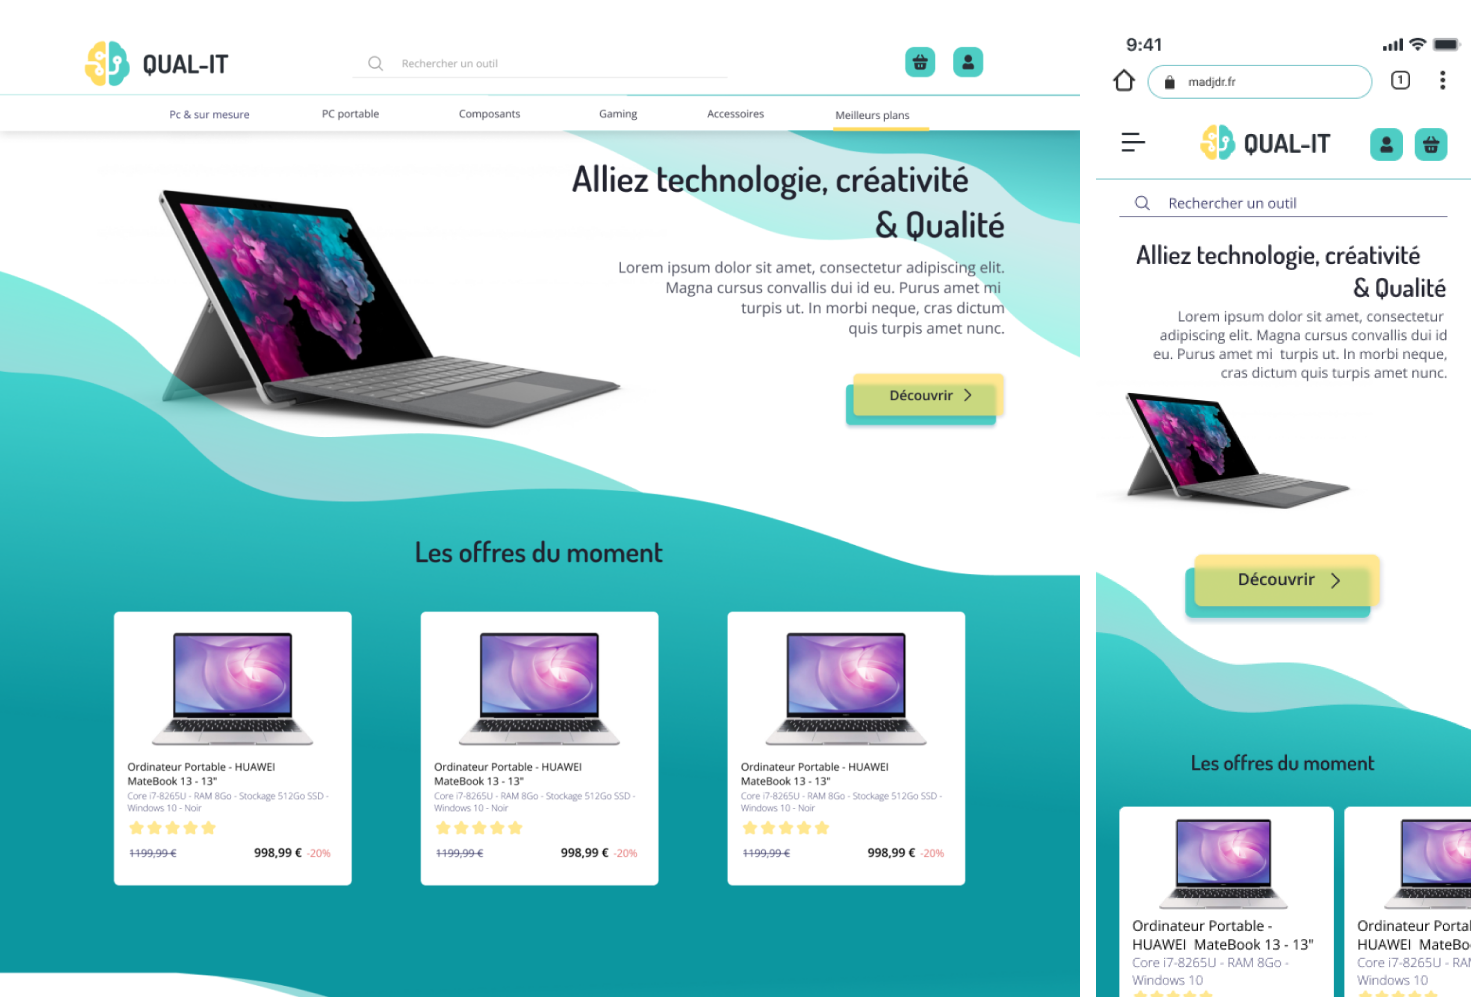 QUAL-IT
Rechercher un outil
Pc & sur mesure
PC portable
Composants
Gaming
Accessoires
Meilleurs plans
Alliez technologie, créativité
& Qualité
Lorem ipsum dolor sit amet, consectetur adipiscing elit.
Magna cursus convallis dui id eu. Purus amet mi
turpis ut. In morbi neque, cras dictum
quis turpis amet nunc.
Découvrir
Les offres du moment
Ordinateur Portable - HUAWEI
MateBook 13 - 13"
Core i7-8265U - RAM 8Go - Stockage 512Go SSD -
Windows 10 - Noir
1199,99 €
998,99 € -20%
Ordinateur Portable - HUAWEI
MateBook 13 - 13"
Core i7-8265U - RAM 8Go - Stockage 512Go SSD -
Windows 10 - Noir
1199,99 €
998,99 € -20%
Ordinateur Portable - HUAWEI
MateBook 13 - 13"
Core i7-8265U - RAM 8Go - Stockage 512Go SSD -
Windows 10 - Noir
1199,99 €
998,99 € -20%
9:41
madjdr.fr
1
QUAL-IT
Rechercher un outil
Alliez technologie, créativité
& Qualité
Lorem ipsum dolor sit amet, consectetur
adipiscing elit. Magna cursus convallis dui id
eu. Purus amet mi turpis ut. In morbi neque,
cras dictum quis turpis amet nunc.
Découvrir
Les offres du moment
Ordinateur Portable -
HUAWEI MateBook 13 - 13"
Core i7-8265U - RAM 8Go -
Windows 10
Ordinateur Portal
HUAWEI MateBo
Core i7-8265U - RAM
Windows 10